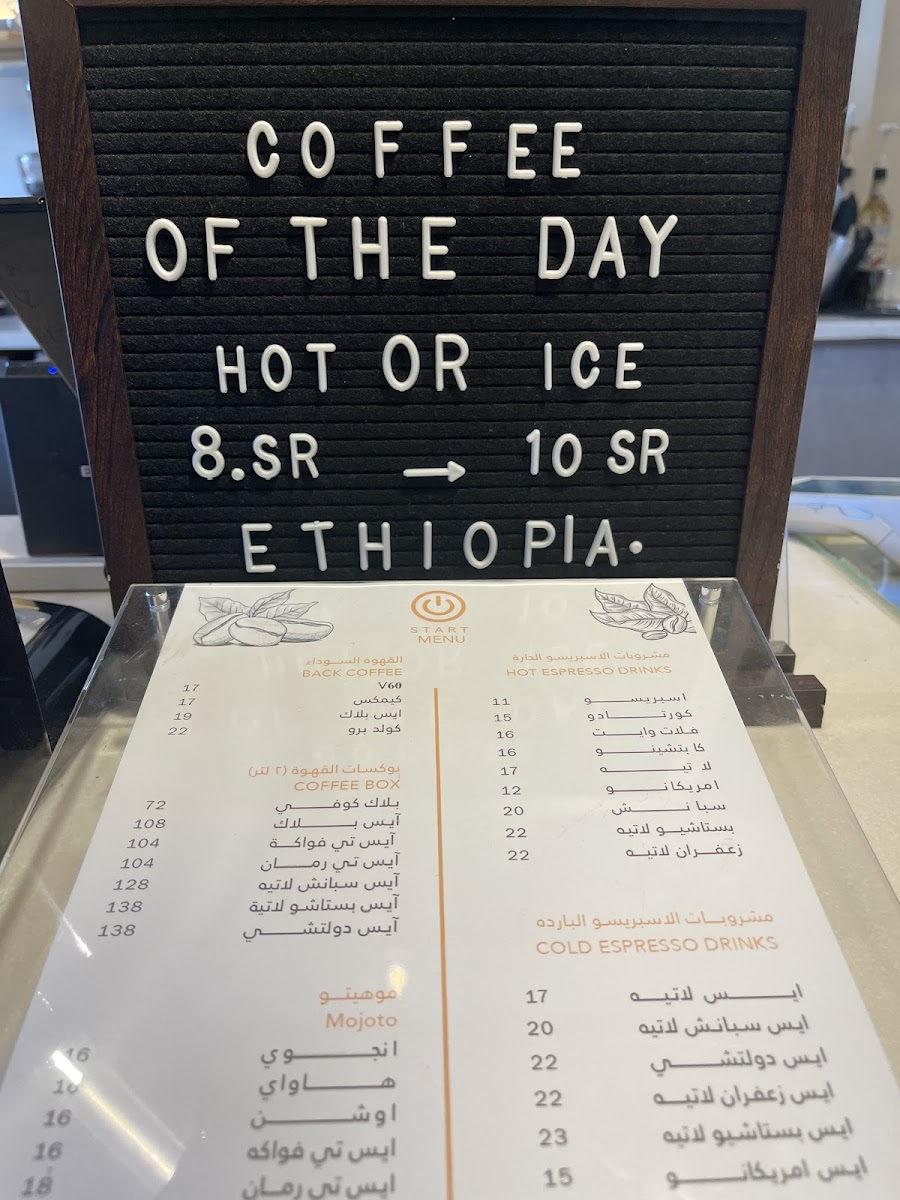 COFFEE
OF THE DAY
HOT OR ICE
8.SR → 10 SR
ETHIOPIA.
START
MENU
القهوه السوداء
BACK COFFEE
V60 17
كيمكس 17
ايس بلاك 19
كولد برو 22
بوكسات القهوة (٢ لتر)
COFFEE BOX
بلاك كوفي 72
آيس بلاك 108
آيس تي فواكة 104
آيس تي رمان 104
آيس سبانش لاتيه 128
آيس بستاشو لاتية 138
آيس دولتشي 138
موهيتو
Mojoto
انجوي 16
هاواي 16
اوشن 16
ايس تي فواكه 16
ايس تي رمان 18
مشروبات الاسبريسو الحارة
HOT ESPRESSO DRINKS
اسبريسو 11
كورتادو 15
فلات وايت 16
كابتشينو 16
لاتيه 17
امريكانو 12
سبانش 20
بستاشيو لاتيه 22
زعفران لاتيه 22
مشروبات الاسبريسو البارده
COLD ESPRESSO DRINKS
ايس لاتيه 17
ايس سبانش لاتيه 20
ايس دولتشي 22
ايس زعفران لاتيه 22
ايس بستاشيو لاتيه 23
ايس امريكانو 15